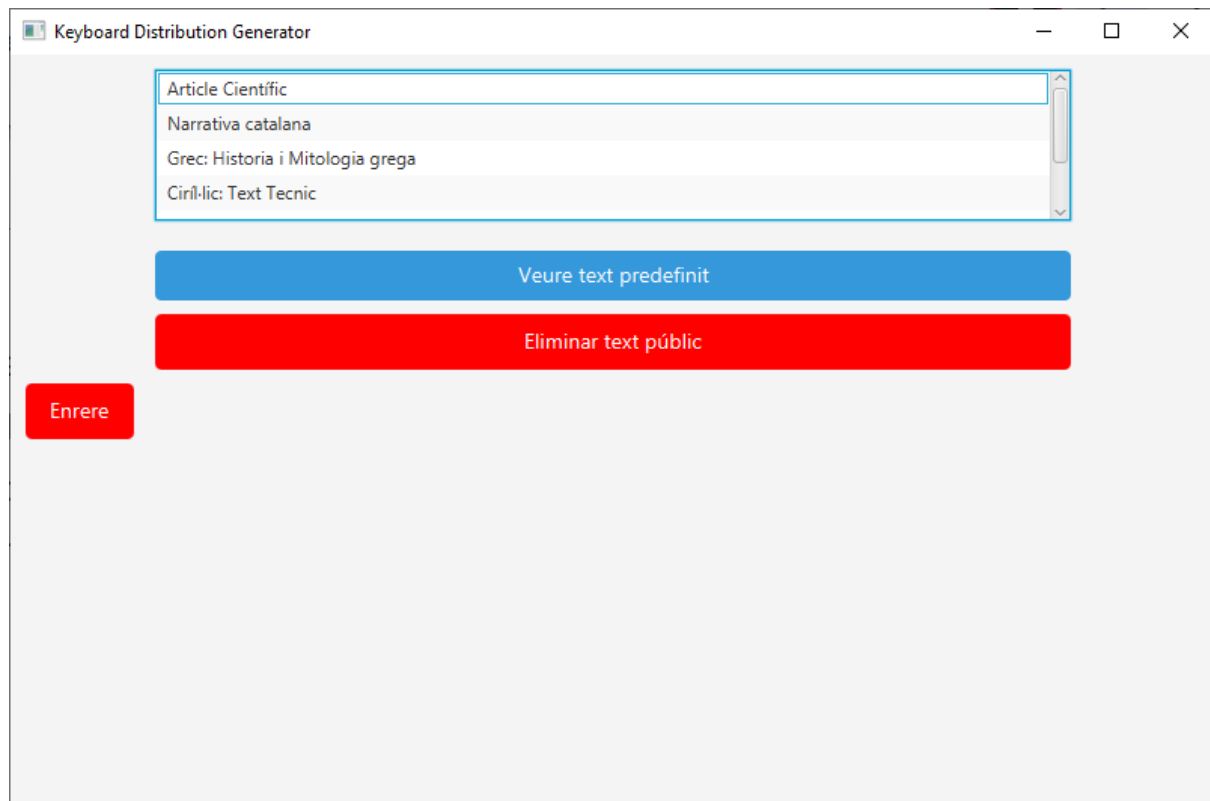 Keyboard Distribution Generator
Article Científic
Narrativa catalana
Grec: Historia i Mitologia grega
Ciríl·lic: Text Tecnic
Veure text predefinit
Eliminar text públic
Enrere